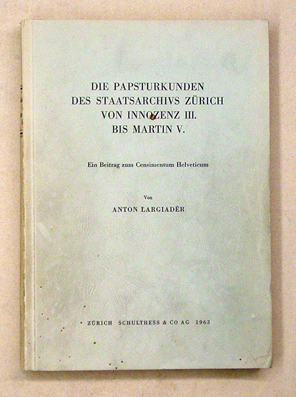 DIE PAPSTURKUNDEN
DES STAATSARCHIVS ZÜRICH
VON INNOZENZ III.
BIS MARTIN V.
Ein Beitrag zum Censimentum Helveticum
Von
ANTON LARGIADÈR
ZÜRICH SCHULTHESS & CO AG 1963